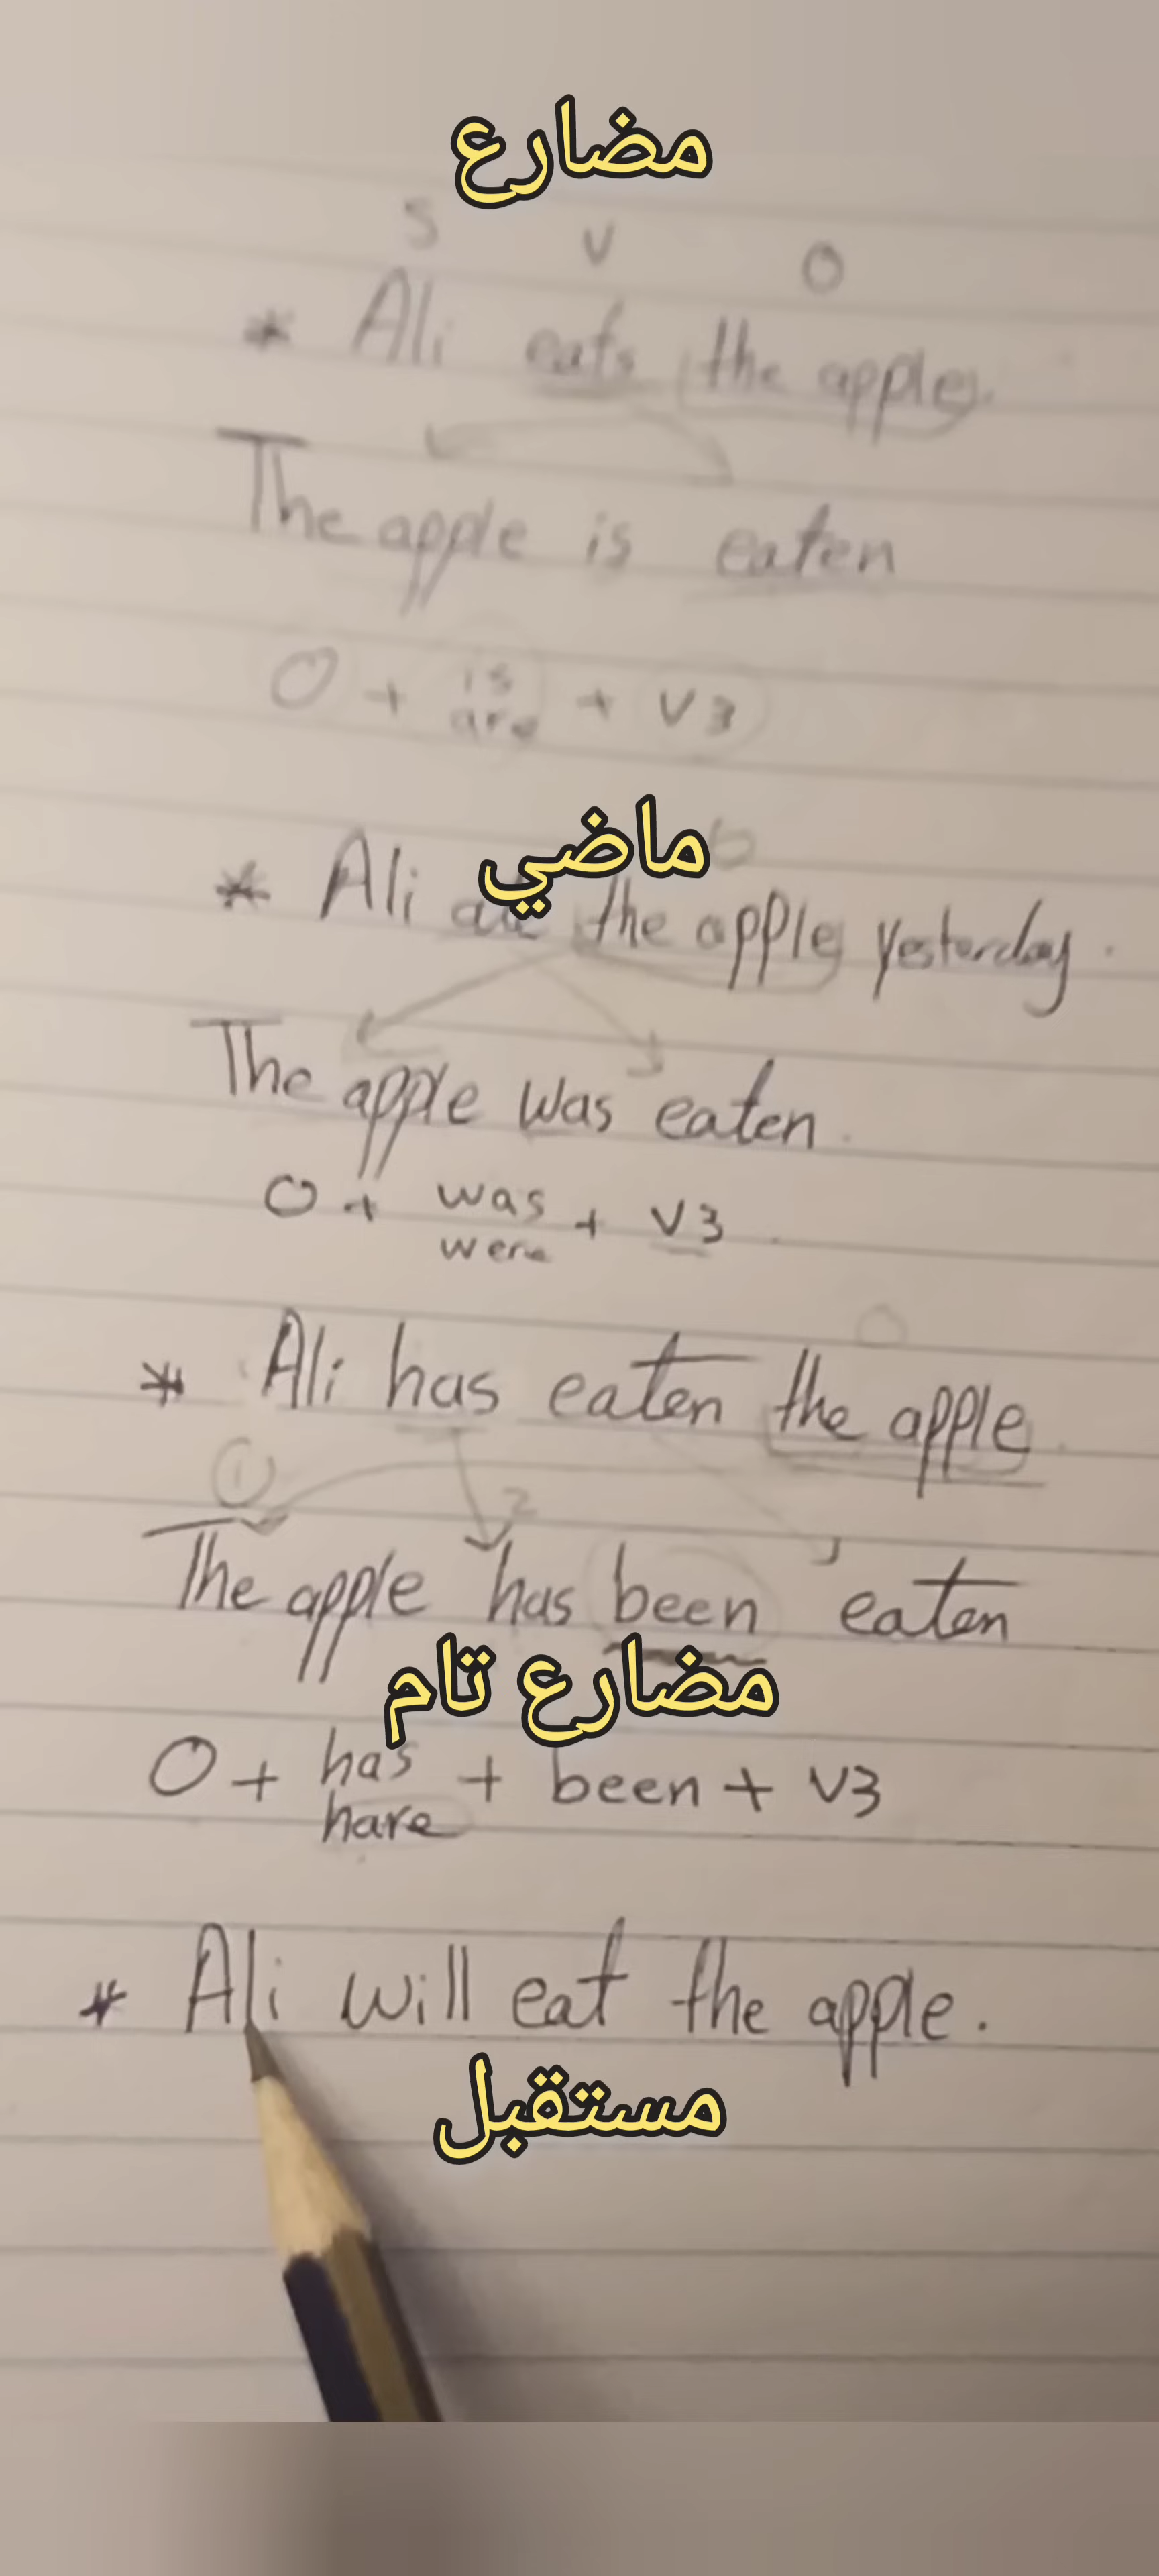 مضارع
S V O
* Ali eats the apple.
The apple is eaten
O + is + V3
are
ماضي
* Ali ate the apple yesterday.
The apple was eaten.
O + was + V3.
were
* Ali has eaten the apple.
The apple has been eaten
مضارع تام
O + has + been + V3
have
* Ali will eat the apple.
مستقبل